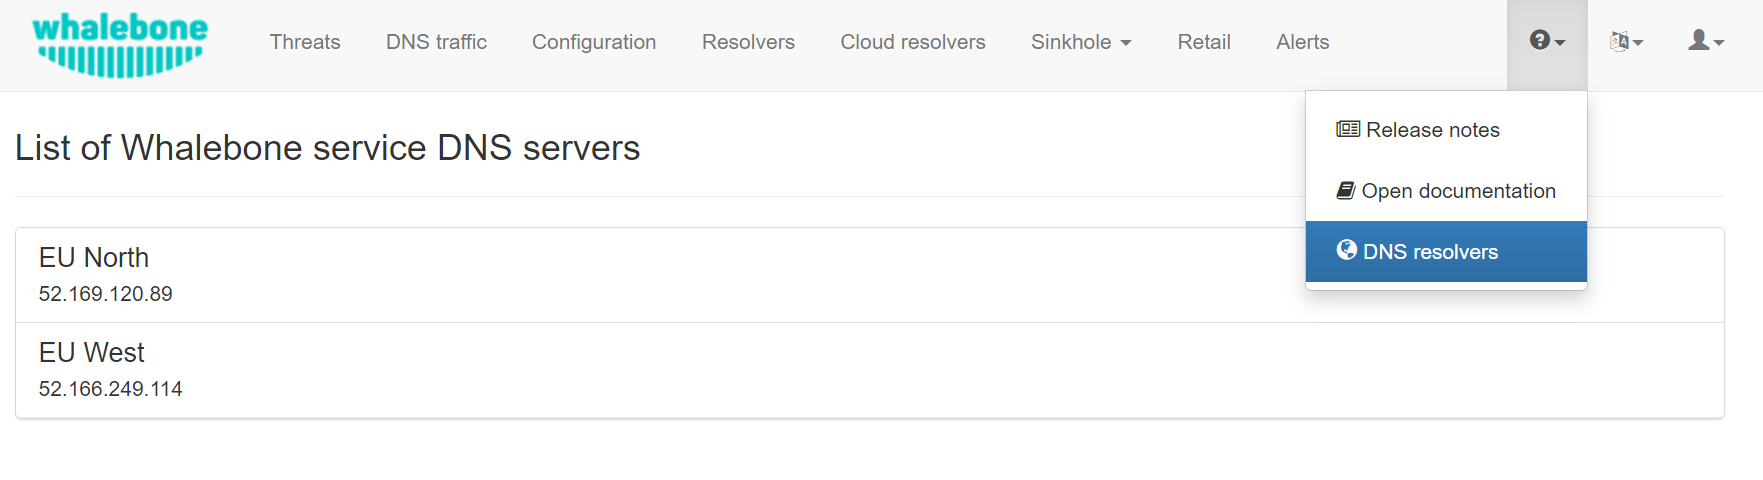 whalebone
Threats DNS traffic Configuration Resolvers Cloud resolvers Sinkhole Retail Alerts
Release notes
Open documentation
DNS resolvers
List of Whalebone service DNS servers
EU North
52.169.120.89
EU West
52.166.249.114